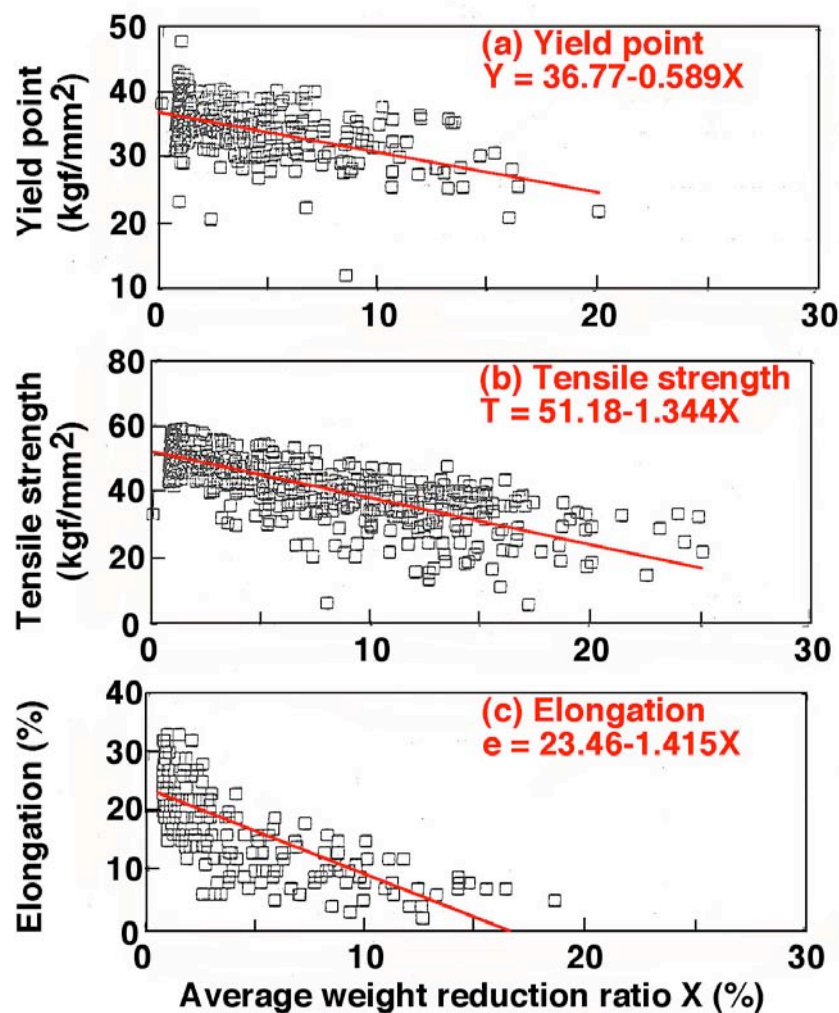 (a) Yield point
Y = 36.77-0.589X
Yield point
(kgf/mm2)
50
40
30
20
10
0
10
20
30
(b) Tensile strength
T = 51.18-1.344X
Tensile strength
(kgf/mm2)
80
60
40
20
0
0
10
20
30
(c) Elongation
e = 23.46-1.415X
Elongation (%)
40
30
20
10
0
0
10
20
30
Average weight reduction ratio X (%)